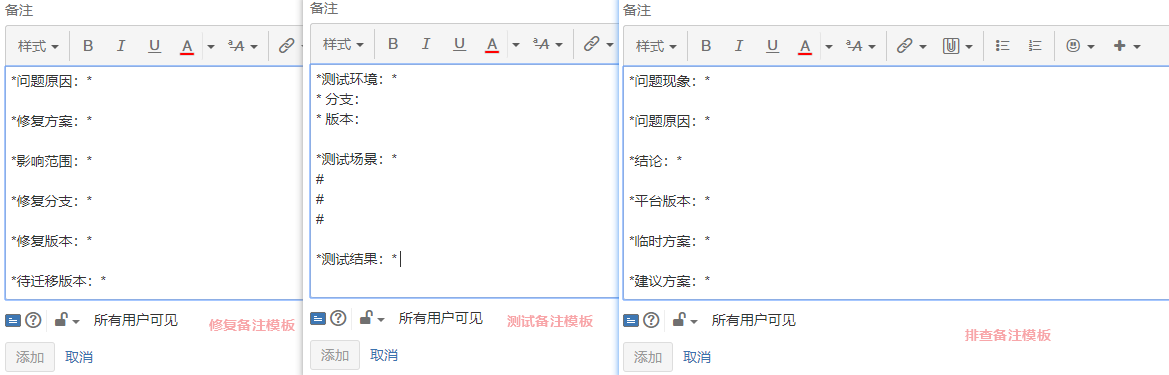 备注
样式 B I U A ªA
*问题原因：*
*修复方案：*
*影响范围：*
*修复分支：*
*修复版本：*
*待迁移版本：*
所有用户可见
修复备注模板
添加 取消
备注
样式 B I U A ªA
*测试环境：*
* 分支：
* 版本：
*测试场景：*
#
#
#
*测试结果：*
所有用户可见
测试备注模板
添加 取消
备注
样式 B I U A ªA
*问题现象：*
*问题原因：*
*结论：*
*平台版本：*
*临时方案：*
*建议方案：*
所有用户可见
排查备注模板
添加 取消